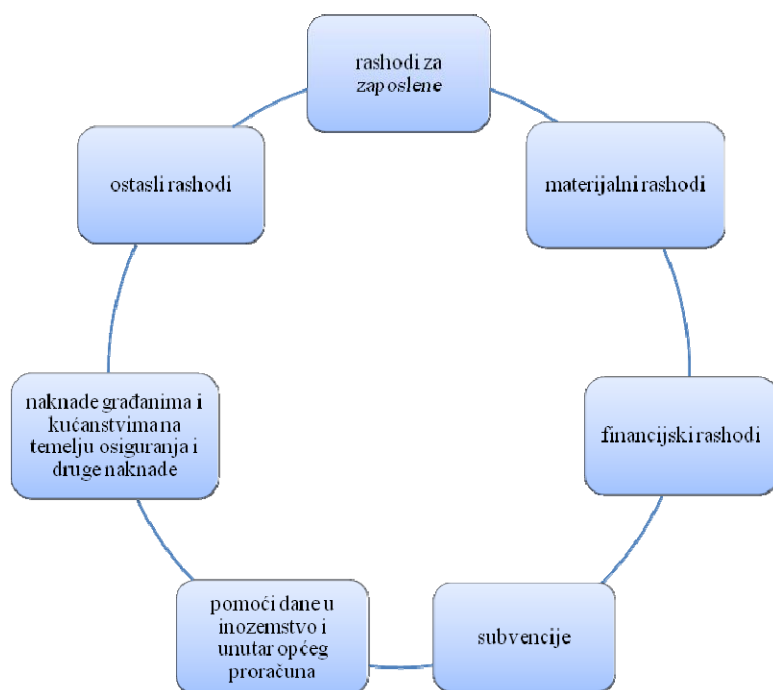 rashodi za
zaposlene
materijalni rashodi
financijski rashodi
subvencije
pomoći dane u
inozemstvo i
unutar općeg
proračuna
naknade građanima i
kućanstvima na
temelju osiguranja i
druge naknade
ostasli rashodi